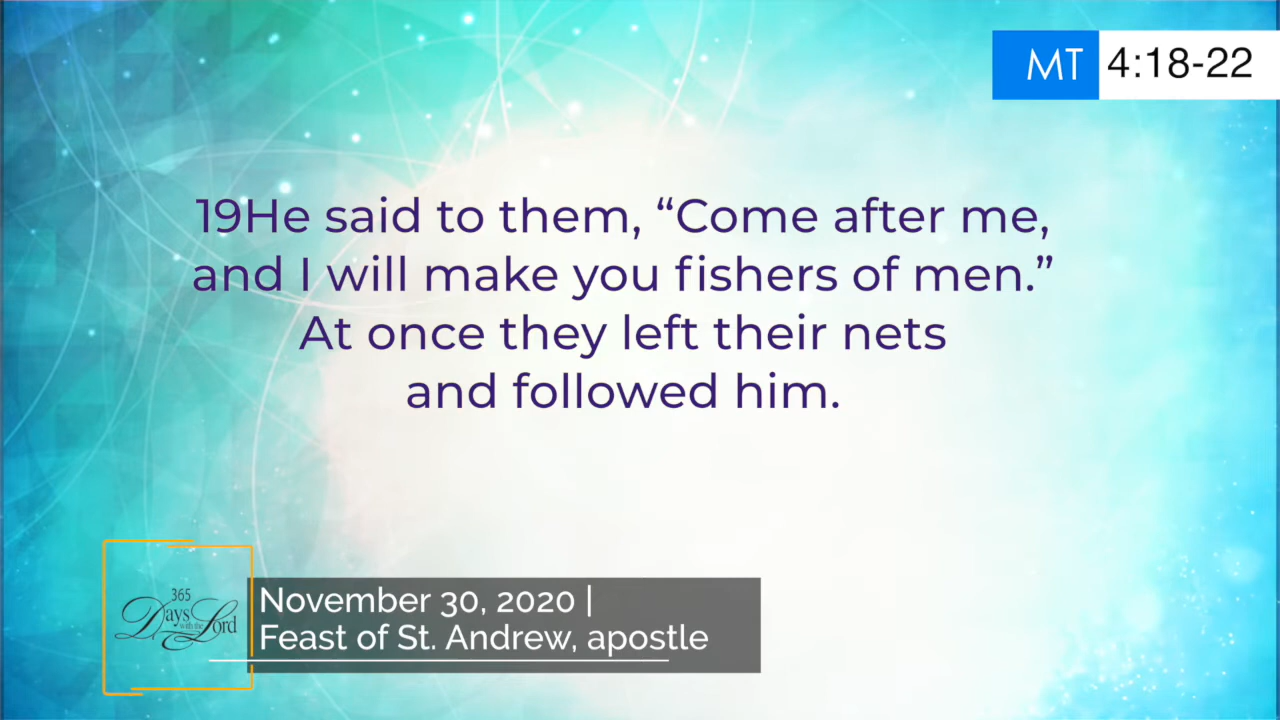 MT 4:18-22
19He said to them, “Come after me,
and I will make you fishers of men.”
At once they left their nets
and followed him.
365
Days with the Lord
November 30, 2020 |
Feast of St. Andrew, apostle